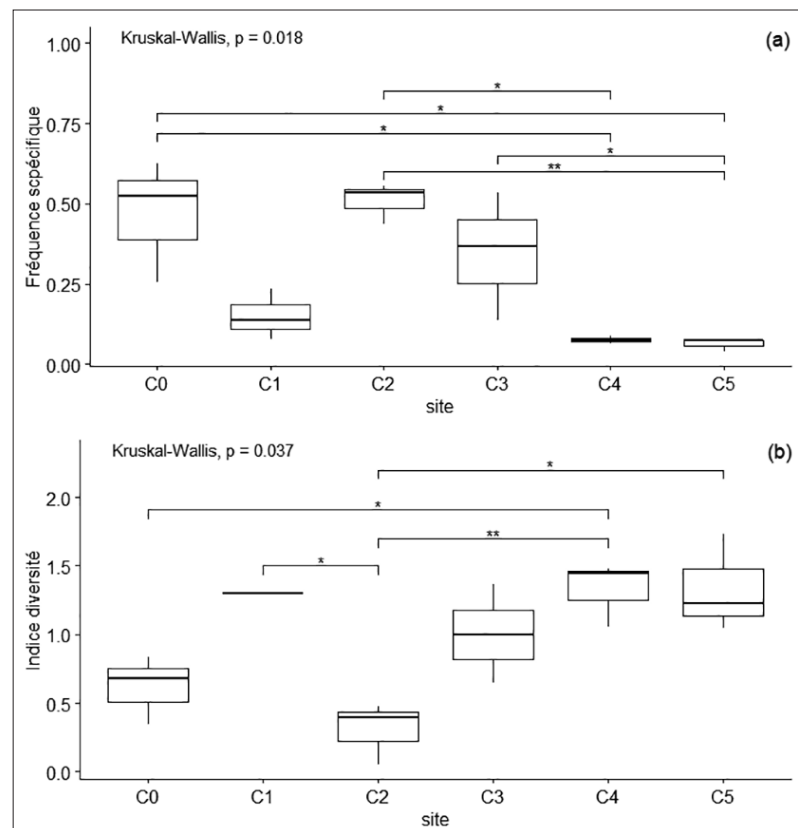 Kruskal-Wallis, p = 0.018
(a)
1.00
0.75
0.50
0.25
0.00
Fréquence scpécifique
*
*
*
*
**
C0 C1 C2 C3 C4 C5
site
Kruskal-Wallis, p = 0.037
(b)
2.0
1.5
1.0
0.5
0.0
Indice diversité
*
*
**
*
C0 C1 C2 C3 C4 C5
site